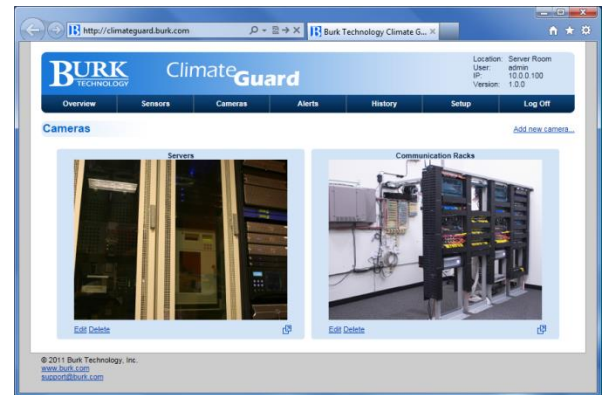 http://climateguard.burk.com
Burk Technology Climate G...
BURK
TECHNOLOGY
ClimateGuard
Location: Server Room
User: admin
IP: 10.0.0.100
Version: 1.0.0
Overview Sensors Cameras Alerts History Setup Log Off
Cameras
Add new camera...
Servers
Communication Racks
Edit Delete
Edit Delete
© 2011 Burk Technology, Inc.
www.burk.com
support@burk.com